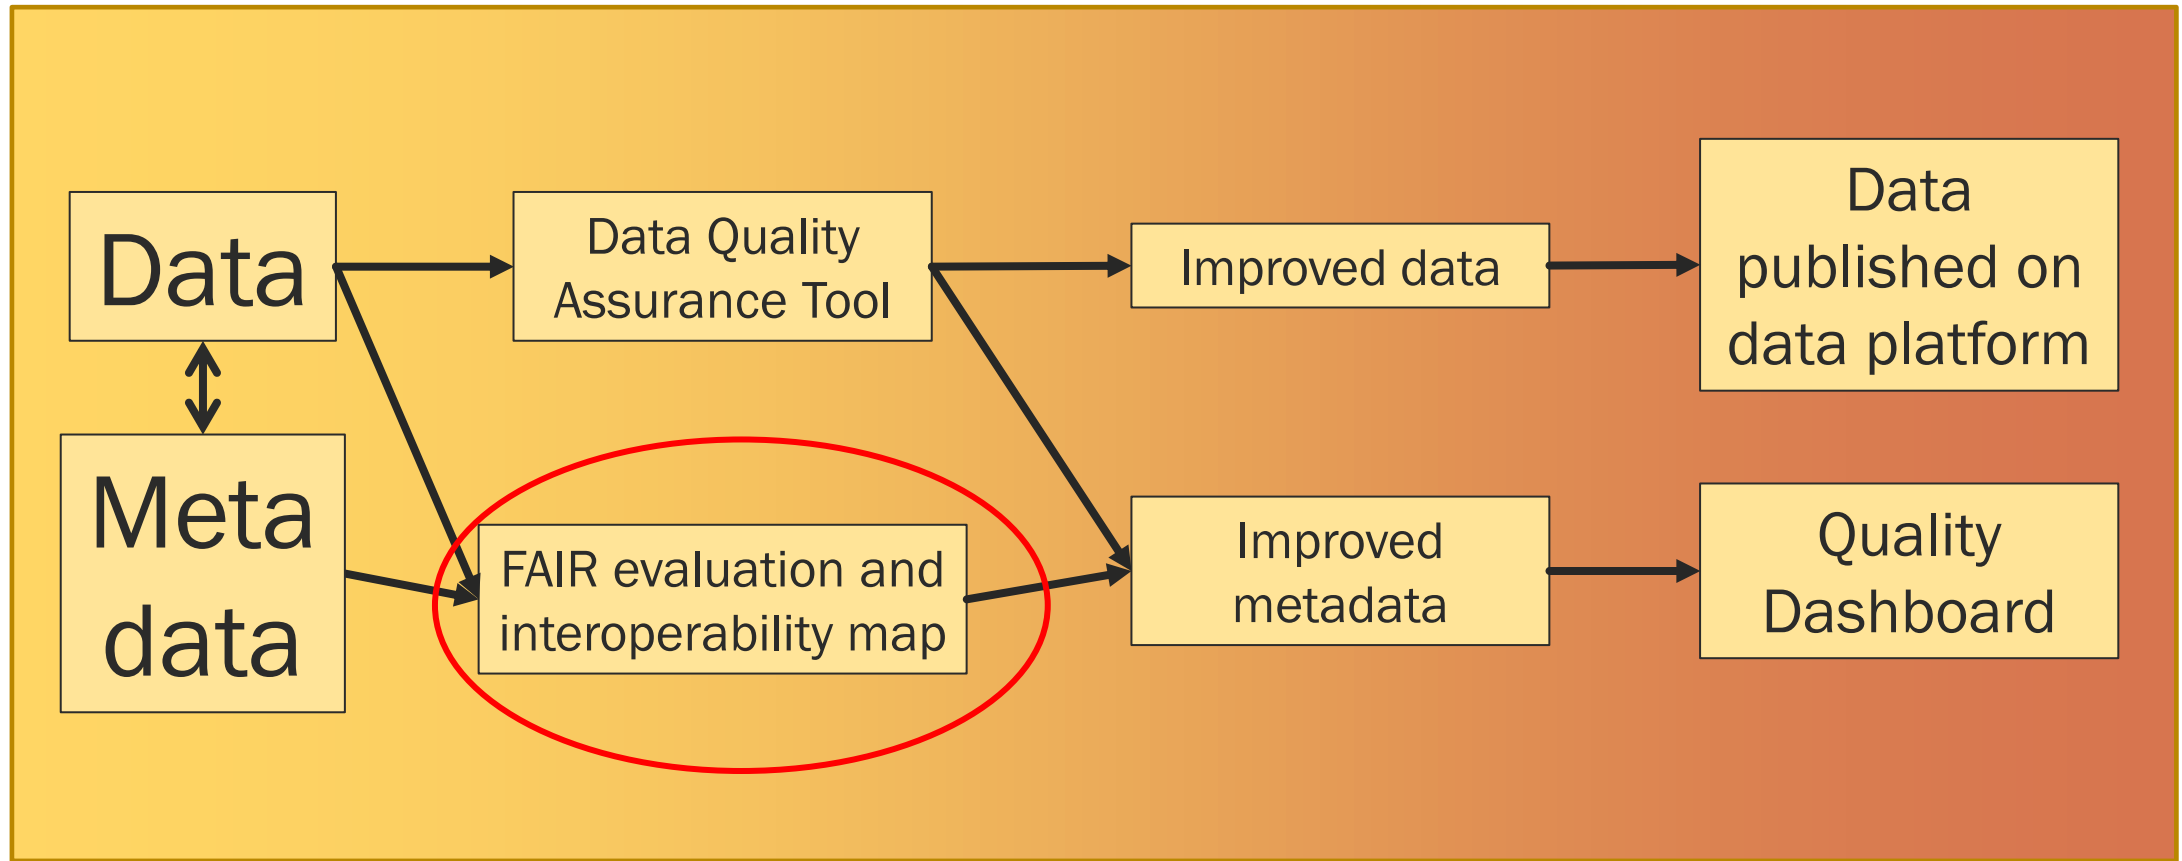 Data
Meta
data
Data Quality
Assurance Tool
FAIR evaluation and
interoperability map
Improved data
Improved
metadata
Data
published on
data platform
Quality
Dashboard